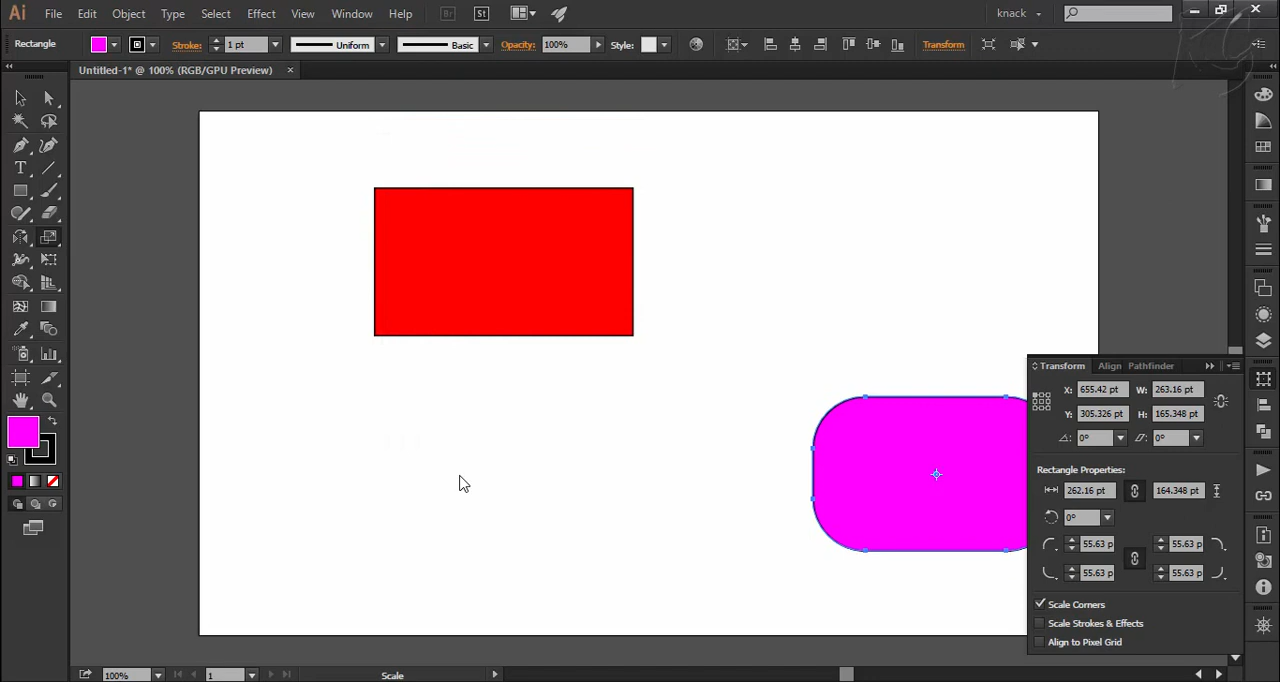 Ai File Edit Object Type Select Effect View Window Help Br St knack
Rectangle Stroke: 1 pt Uniform Basic Opacity: 100% Style: Transform
Untitled-1* @ 100% (RGB/GPU Preview) ×
Transform Align Pathfinder
X: 655.42 pt W: 263.16 pt
Y: 305.326 pt H: 165.348 pt
0° 0°
Rectangle Properties:
262.16 pt 164.348 pt
0°
55.63 p 55.63 p
55.63 p 55.63 p
Scale Corners
Scale Strokes & Effects
Align to Pixel Grid
100% 1 Scale